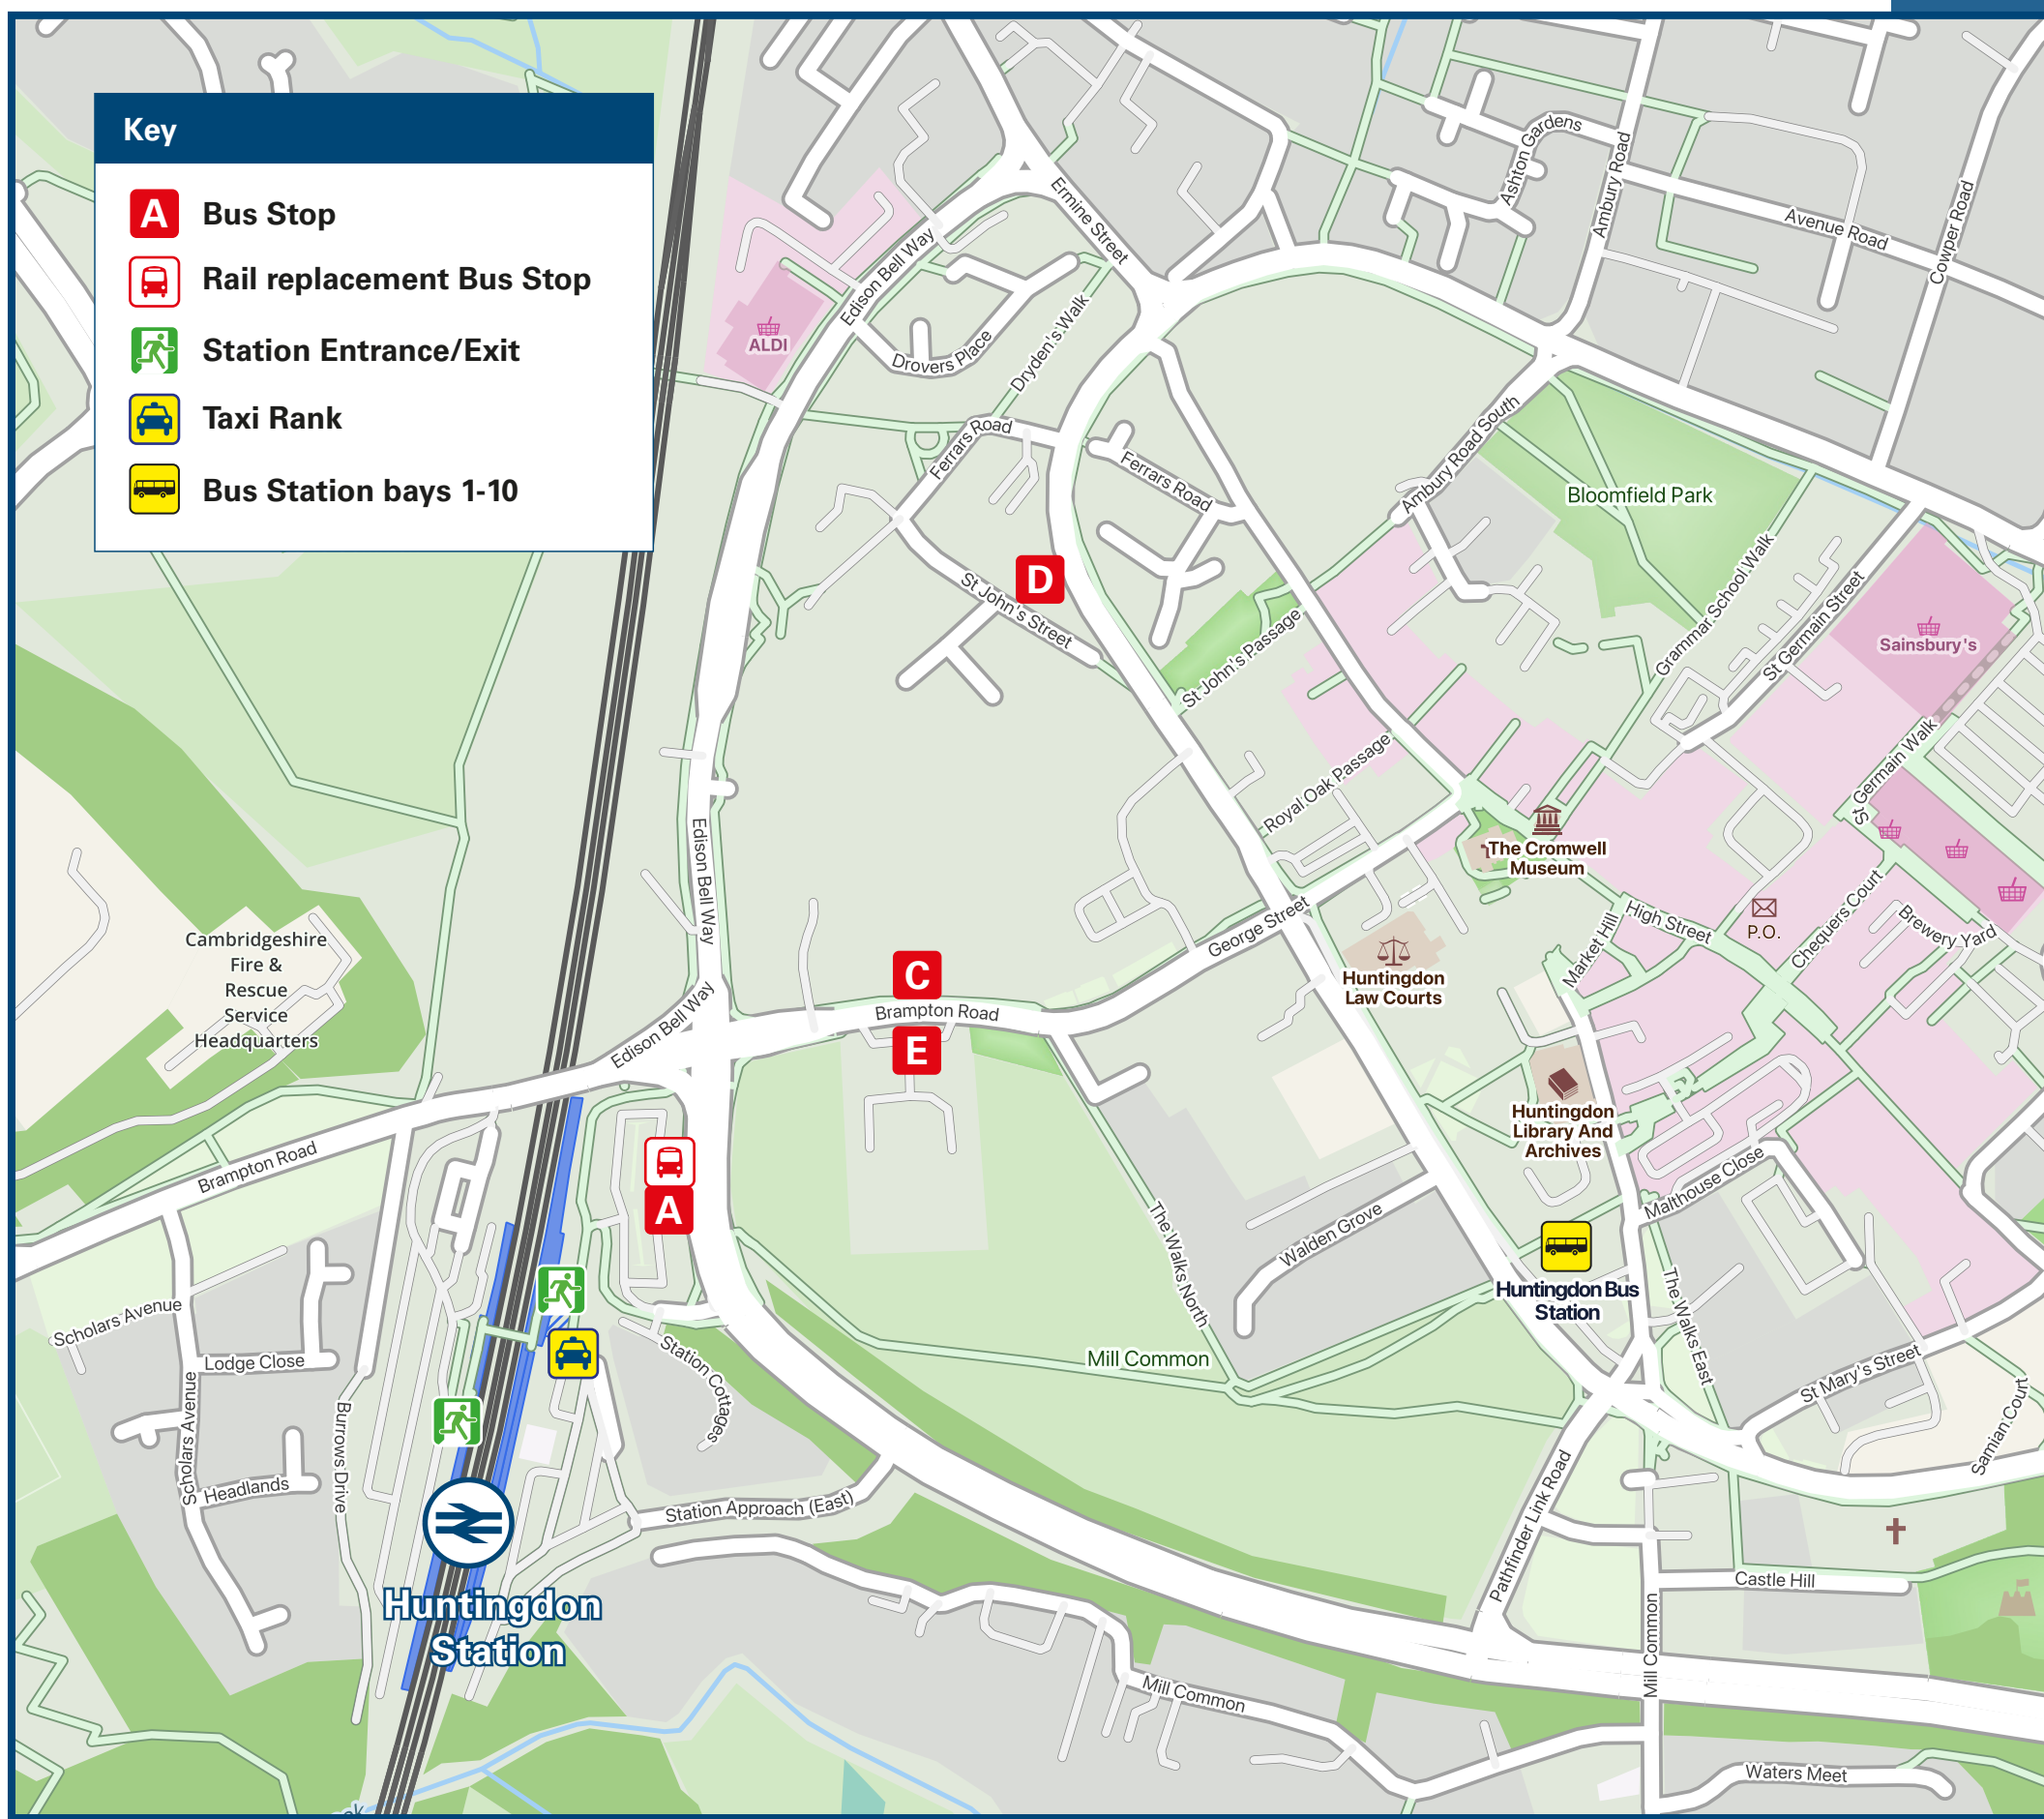 Key
A
Bus Stop
Rail replacement Bus Stop
Station Entrance/Exit
Taxi Rank
Bus Station bays 1-10
Ashton Gardens
Ambury Road
Avenue Road
Cowper Road
Ermine Street
Edison Bell Way
ALDI
Drovers Place
Dryden's Walk
Ferrars Road
Ferrars Road
Ambury Road South
Bloomfield Park
D
St John's Street
St John's Passage
Grammar School Walk
St Germain Street
Sainsbury's
Royal Oak Passage
St Germain Walk
Edison Bell Way
The Cromwell
Museum
Cambridgeshire
Fire &
Rescue
Service
Headquarters
High Street
P.O.
Chequers Court
Brewery Yard
George Street
Market Hill
Huntingdon
Law Courts
C
Brampton Road
E
Edison Bell Way
Huntingdon
Library And
Archives
Brampton Road
A
The Walks North
Walden Grove
Malthouse Close
Huntingdon Bus
Station
The Walks East
Scholars Avenue
Lodge Close
Station Cottages
Mill Common
St Mary's Street
Samian Court
Scholars Avenue
Headlands
Burrows Drive
Station Approach (East)
Pathfinder Link Road
Huntingdon
Station
Castle Hill
Mill Common
Mill Common
Waters Meet